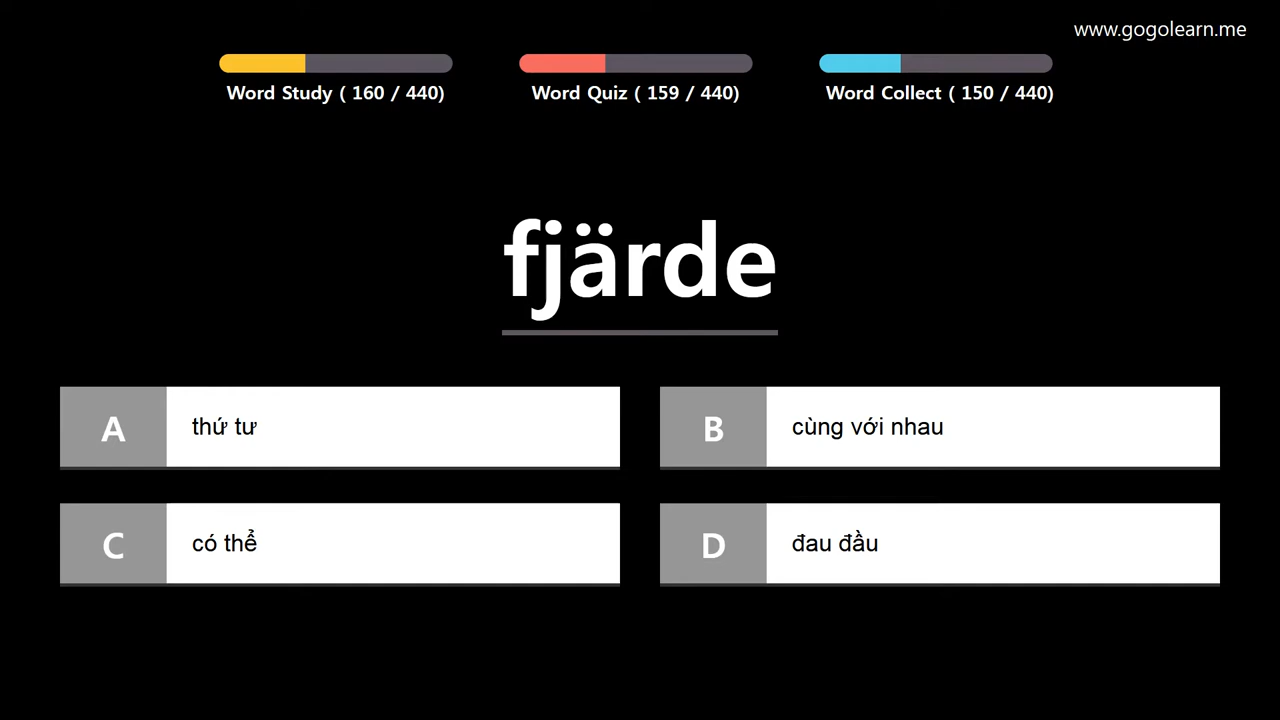 www.gogolearn.me
Word Study ( 160 / 440)
Word Quiz ( 159 / 440)
Word Collect ( 150 / 440)
fjärde
A thứ tư
B cùng với nhau
C có thể
D đau đầu